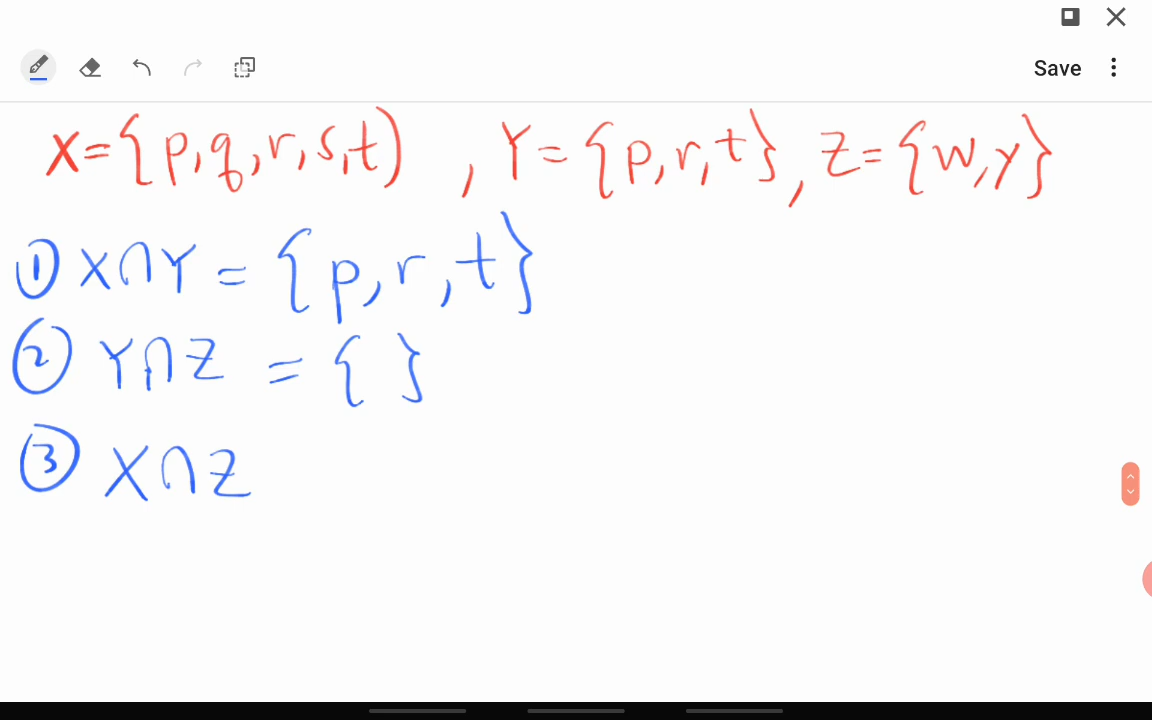 Save
X={p,q,r,s,t) , Y={p,r,t}, Z={w,y}
① X∩Y = {p,r,t}
② Y∩Z = { }
③ X∩Z